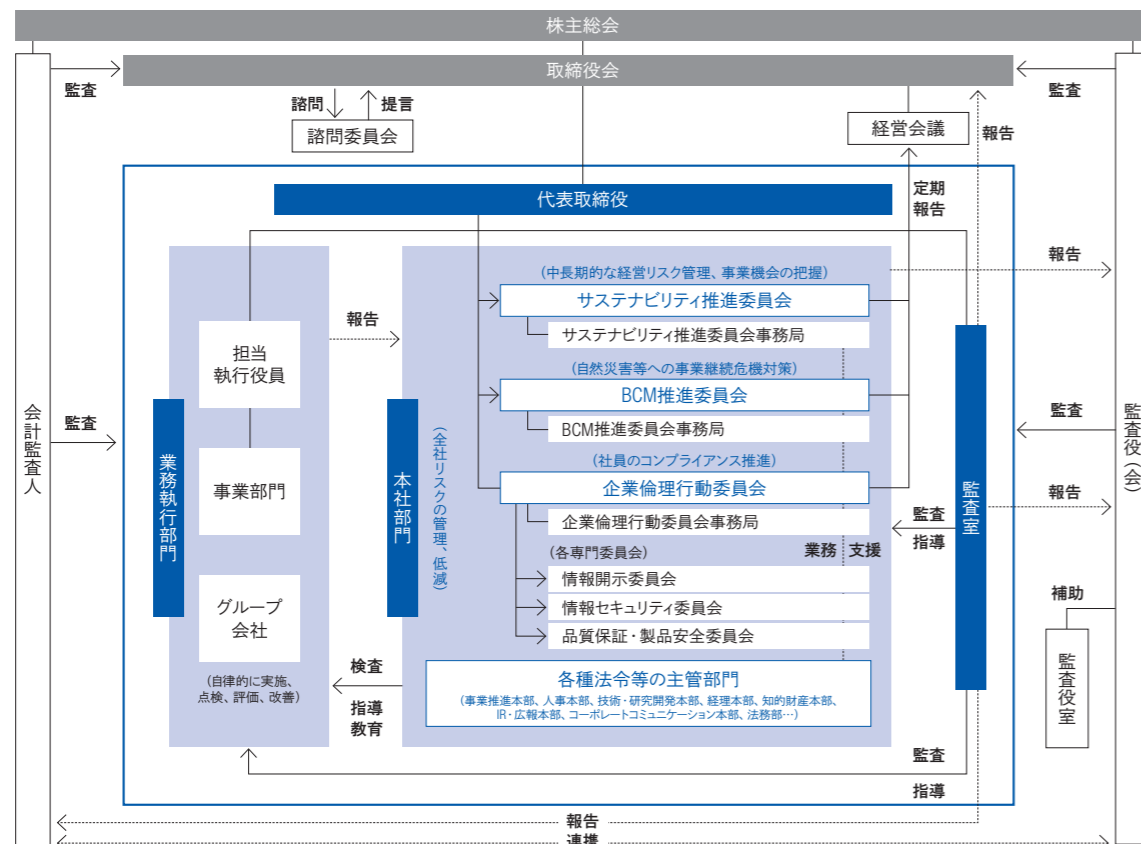 株主総会
取締役会
監査
監査
諮問
提言
諮問委員会
経営会議
報告
代表取締役
定期
報告
(中長期的な経営リスク管理、事業機会の把握)
サステナビリティ推進委員会
サステナビリティ推進委員会事務局
報告
報告
担当
執行役員
(自然災害等への事業継続危機対策)
BCM推進委員会
BCM推進委員会事務局
会計監査人
監査
業務執行部門
事業部門
本社部門
(全社リスクの管理、低減)
(社員のコンプライアンス推進)
企業倫理行動委員会
企業倫理行動委員会事務局
監査室
監査
監査役(会)
報告
監査
指導
業務
支援
(各専門委員会)
情報開示委員会
情報セキュリティ委員会
品質保証・製品安全委員会
グループ
会社
(自律的に実施、
点検、評価、改善)
検査
指導
教育
各種法令等の主管部門
(事業推進本部、人事本部、技術・研究開発本部、経理本部、知的財産本部、
IR・広報本部、コーポレートコミュニケーション本部、法務部…)
補助
監査役室
監査
指導
報告
連携